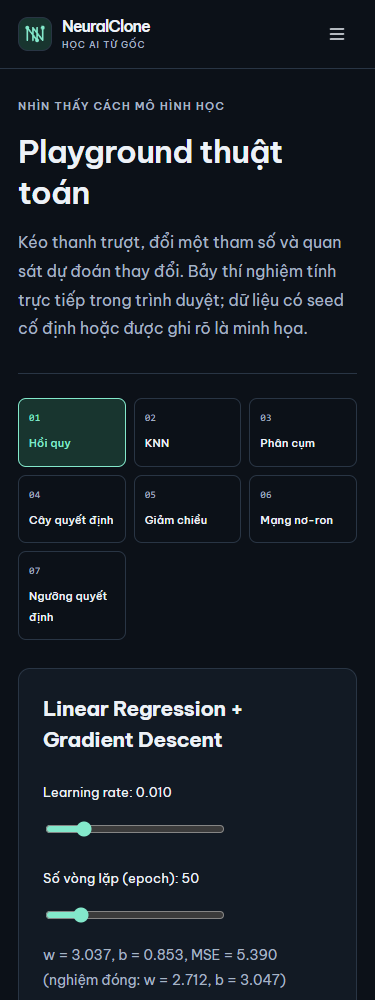 NeuralClone
HỌC AI TỪ GỐC
NHÌN THẤY CÁCH MÔ HÌNH HỌC
Playground thuật
toán
Kéo thanh trượt, đổi một tham số và quan
sát dự đoán thay đổi. Bảy thí nghiệm tính
trực tiếp trong trình duyệt; dữ liệu có seed
cố định hoặc được ghi rõ là minh họa.
01
Hồi quy
02
KNN
03
Phân cụm
04
Cây quyết định
05
Giảm chiều
06
Mạng nơ-ron
07
Ngưỡng quyết
định
Linear Regression +
Gradient Descent
Learning rate: 0.010
Số vòng lặp (epoch): 50
w = 3.037, b = 0.853, MSE = 5.390
(nghiệm đóng: w = 2.712, b = 3.047)